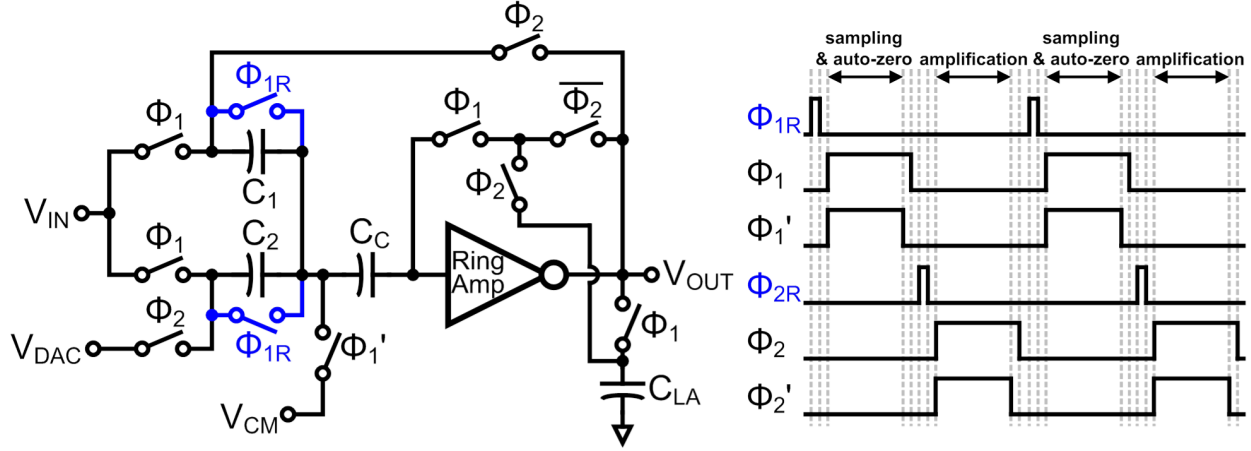 Φ2
Φ1R
Φ1
C1
Φ1
Φ2
VIN
Φ1
C2
CC
Φ2
Ring
Amp
VOUT
Φ1R
Φ1
VDAC
Φ2
Φ1'
CLA
VCM
sampling
& auto-zero
amplification
sampling
& auto-zero
amplification
Φ1R
Φ1
Φ1'
Φ2R
Φ2
Φ2'